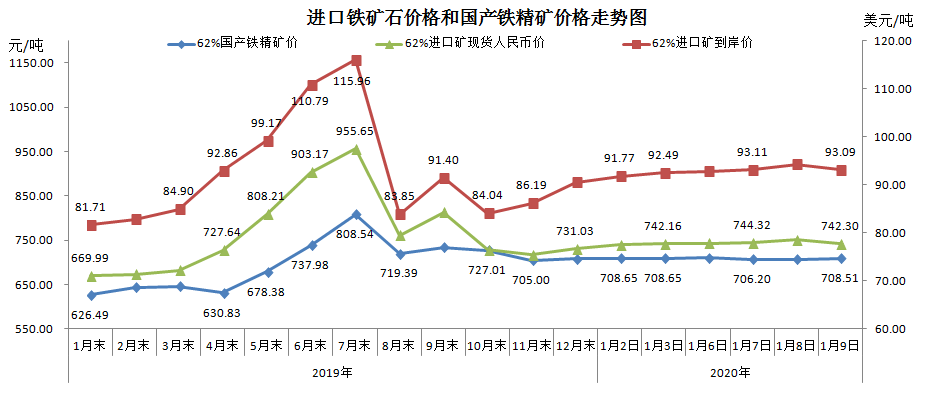 进口铁矿石价格和国产铁精矿价格走势图
元/吨
美元/吨
62%国产铁精矿价 62%进口矿现货人民币价 62%进口矿到岸价
1150.00
1050.00
950.00
850.00
750.00
650.00
550.00
120.00
100.00
90.00
80.00
70.00
60.00
81.71 84.90 92.86 99.17 110.79 115.96 83.85 91.40 84.04 86.19 91.77 92.49 93.11 93.09
669.99 727.64 808.21 903.17 955.65 731.03 742.16 744.32 742.30
626.49 630.83 678.38 737.98 808.54 719.39 727.01 705.00 708.65 708.65 706.20 708.51
1月末 2月末 3月末 4月末 5月末 6月末 7月末 8月末 9月末 10月末 11月末 12月末 1月2日 1月3日 1月6日 1月7日 1月8日 1月9日
2019年 2020年